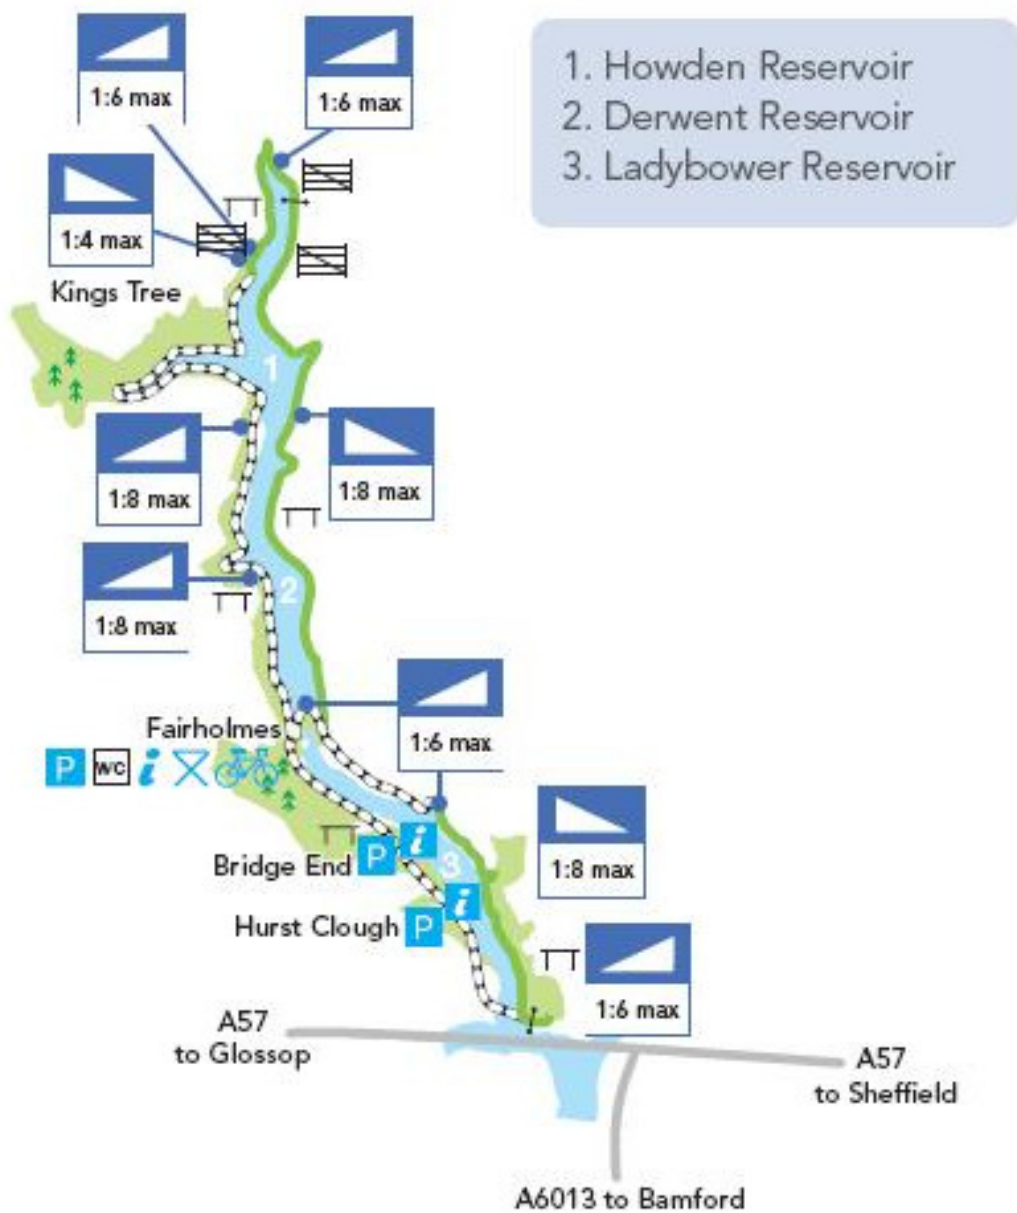 1. Howden Reservoir
2. Derwent Reservoir
3. Ladybower Reservoir
1:6 max
1:6 max
1:4 max
Kings Tree
1
1:8 max
1:8 max
2
1:8 max
Fairholmes
P WC i
1:6 max
i
Bridge End P
3
1:8 max
i
Hurst Clough P
1:6 max
A57
to Glossop
A57
to Sheffield
A6013 to Bamford